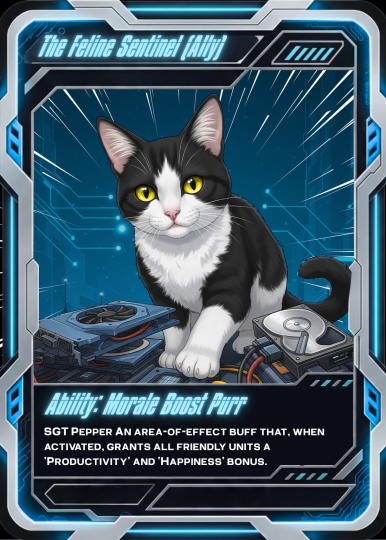 The Feline Sentinel (Ally)
Ability: Morale Boost Purr
SGT Pepper An area-of-effect buff that, when
activated, grants all friendly units a
'Productivity' and 'Happiness' bonus.